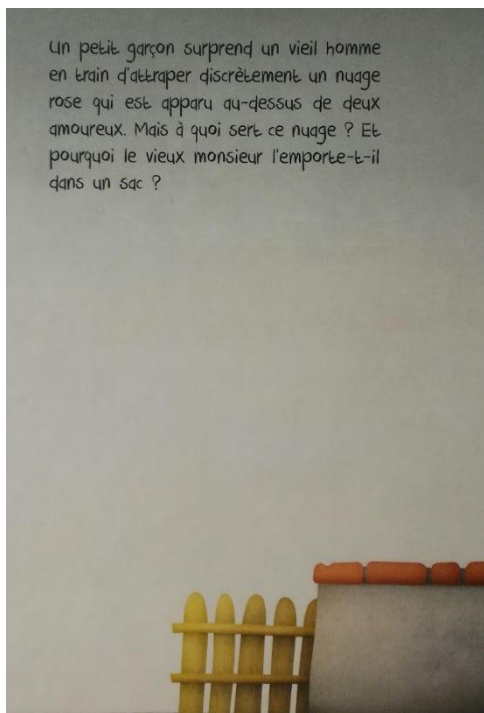 Un petit garçon surprend un vieil homme
en train d'attraper discrètement un nuage
rose qui est apparu au-dessus de deux
amoureux. Mais à quoi sert ce nuage ? Et
pourquoi le vieux monsieur l'emporte-t-il
dans un sac ?